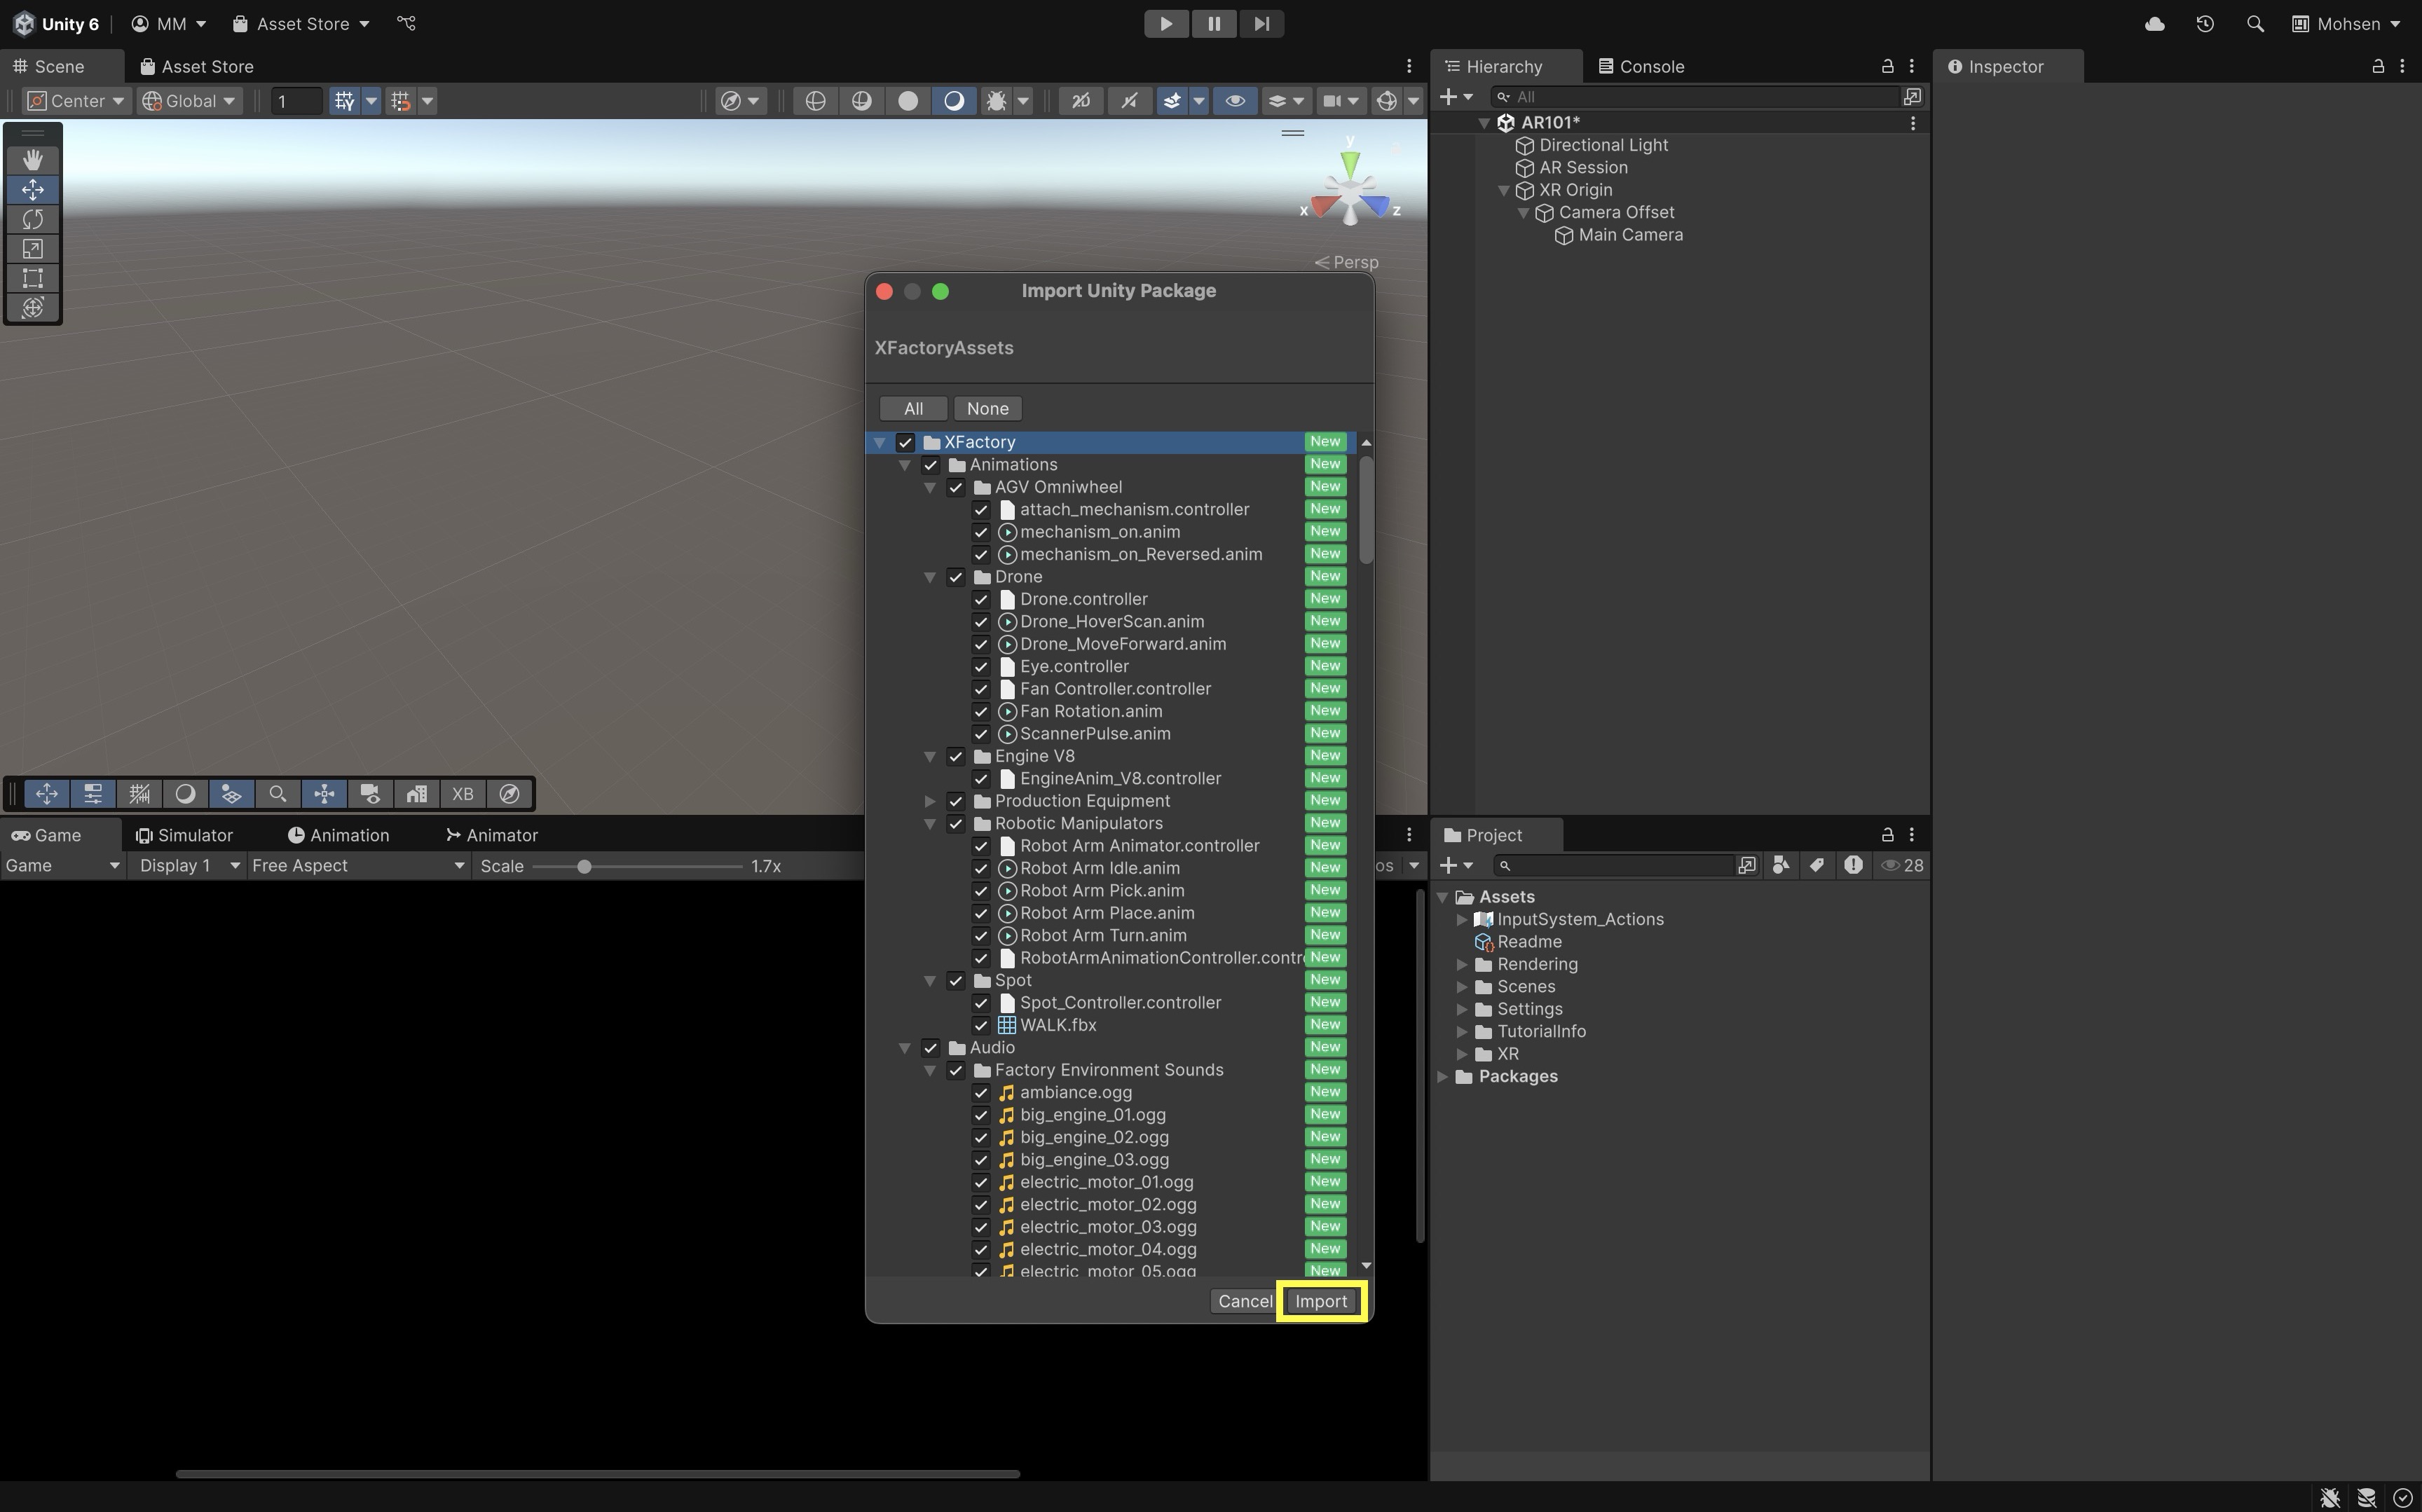 Unity 6 MM Asset Store Mohsen
Scene Asset Store
Center Global 1 2D
y
x z
Persp
Hierarchy Console
All
AR101*
Directional Light
AR Session
XR Origin
Camera Offset
Main Camera
Inspector
Import Unity Package
XFactoryAssets
All None
XFactory New
Animations New
AGV Omniwheel New
attach_mechanism.controller New
mechanism_on.anim New
mechanism_on_Reversed.anim New
Drone New
Drone.controller New
Drone_HoverScan.anim New
Drone_MoveForward.anim New
Eye.controller New
Fan Controller.controller New
Fan Rotation.anim New
ScannerPulse.anim New
Engine V8 New
EngineAnim_V8.controller New
Production Equipment New
Robotic Manipulators New
Robot Arm Animator.controller New
Robot Arm Idle.anim New
Robot Arm Pick.anim New
Robot Arm Place.anim New
Robot Arm Turn.anim New
RobotArmAnimationController.contr New
Spot New
Spot_Controller.controller New
WALK.fbx New
Audio New
Factory Environment Sounds New
ambiance.ogg New
big_engine_01.ogg New
big_engine_02.ogg New
big_engine_03.ogg New
electric_motor_01.ogg New
electric_motor_02.ogg New
electric_motor_03.ogg New
electric_motor_04.ogg New
electric_motor_05.ogg New
Cancel Import
XB
Game Simulator Animation Animator
Game Display 1 Free Aspect Scale 1.7x os
Project
28
Assets
InputSystem_Actions
Readme
Rendering
Scenes
Settings
TutorialInfo
XR
Packages